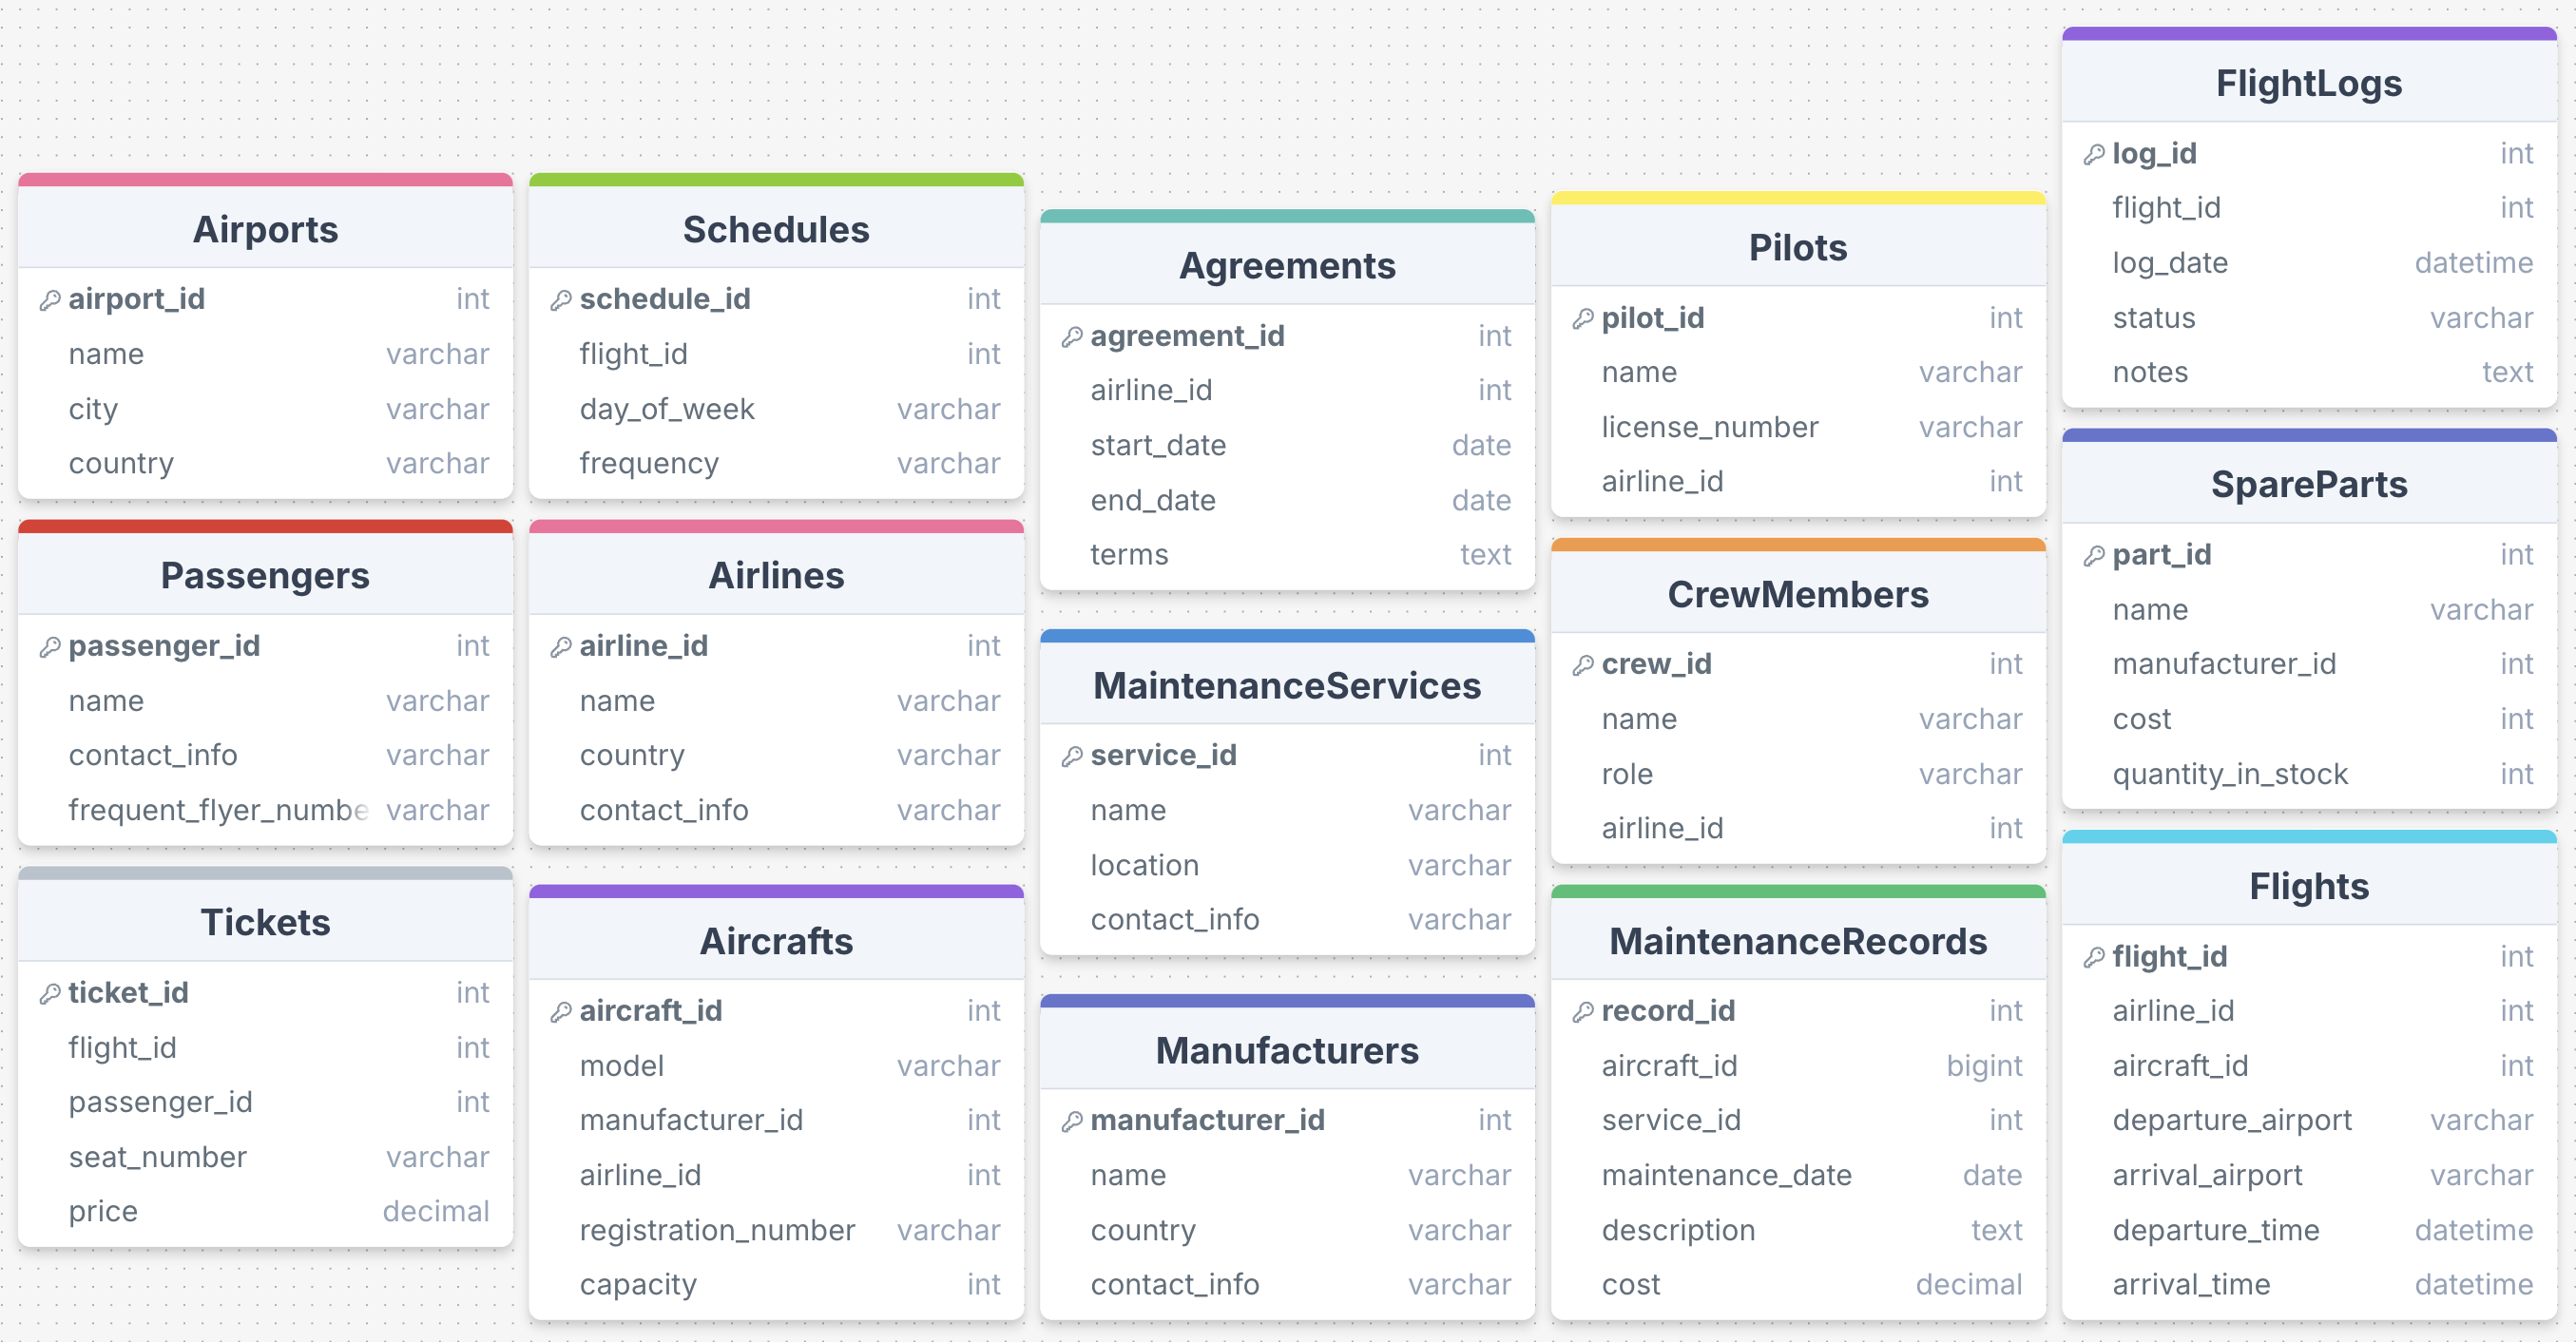 Airports
airport_id int
name varchar
city varchar
country varchar
Passengers
passenger_id int
name varchar
contact_info varchar
frequent_flyer_numbe varchar
Tickets
ticket_id int
flight_id int
passenger_id int
seat_number varchar
price decimal
Schedules
schedule_id int
flight_id int
day_of_week varchar
frequency varchar
Airlines
airline_id int
name varchar
country varchar
contact_info varchar
Aircrafts
aircraft_id int
model varchar
manufacturer_id int
airline_id int
registration_number varchar
capacity int
Agreements
agreement_id int
airline_id int
start_date date
end_date date
terms text
MaintenanceServices
service_id int
name varchar
location varchar
contact_info varchar
Manufacturers
manufacturer_id int
name varchar
country varchar
contact_info varchar
Pilots
pilot_id int
name varchar
license_number varchar
airline_id int
CrewMembers
crew_id int
name varchar
role varchar
airline_id int
MaintenanceRecords
record_id int
aircraft_id bigint
service_id int
maintenance_date date
description text
cost decimal
FlightLogs
log_id int
flight_id int
log_date datetime
status varchar
notes text
SpareParts
part_id int
name varchar
manufacturer_id int
cost int
quantity_in_stock int
Flights
flight_id int
airline_id int
aircraft_id int
departure_airport varchar
arrival_airport varchar
departure_time datetime
arrival_time datetime